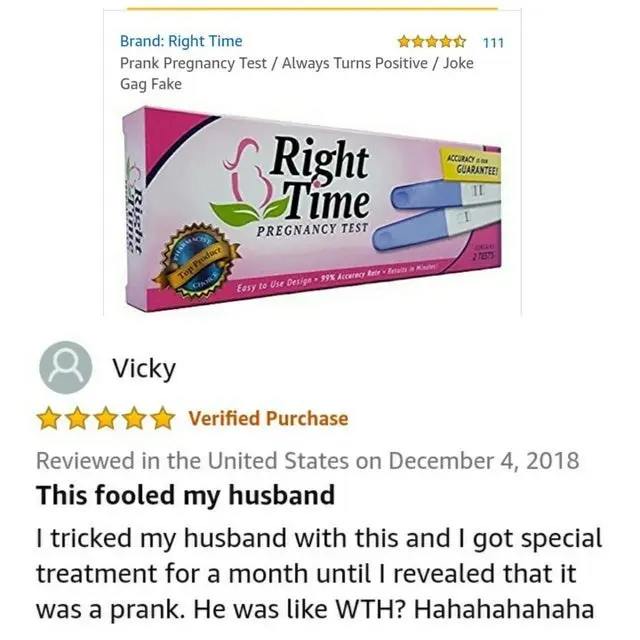 Brand: Right Time
111
Prank Pregnancy Test / Always Turns Positive / Joke
Gag Fake
Right
Time
PREGNANCY TEST
ACCURACY IS OUR
GUARANTEE!
PHARMACIST
Top Product
CHOICE
Easy to Use Design • 99% Accuracy Rate • Results in Minutes!
CONTAINS
2 TESTS
Right
Time
Vicky
Verified Purchase
Reviewed in the United States on December 4, 2018
This fooled my husband
I tricked my husband with this and I got special
treatment for a month until I revealed that it
was a prank. He was like WTH? Hahahahahaha